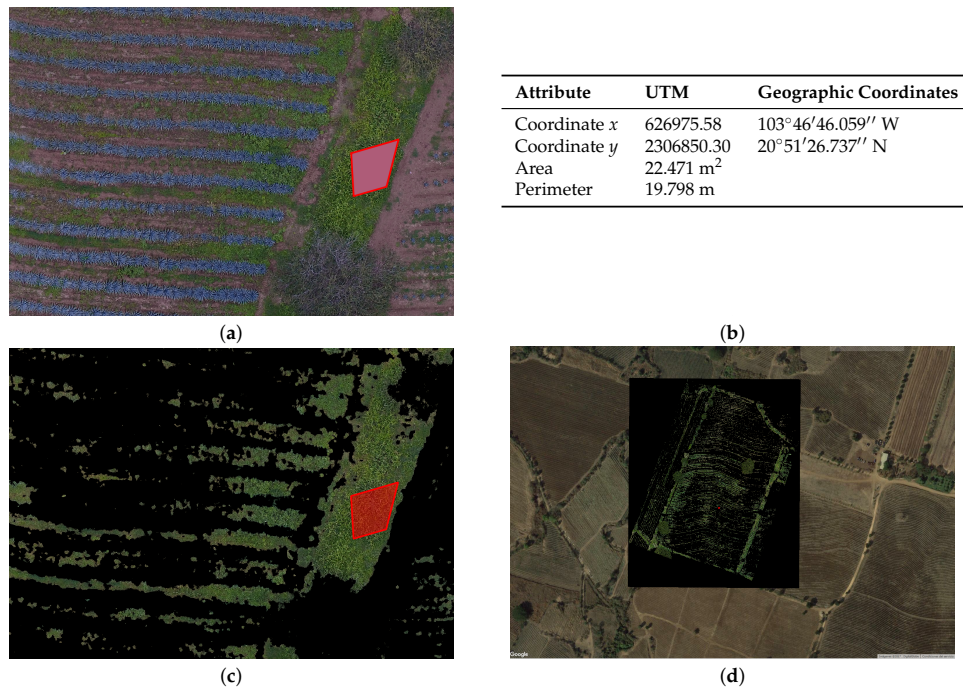 Attribute UTM Geographic Coordinates
Coordinate x 626975.58 103°46′46.059′′ W
Coordinate y 2306850.30 20°51′26.737′′ N
Area 22.471 m²
Perimeter 19.798 m
(a) (b)
Google
(c) (d)